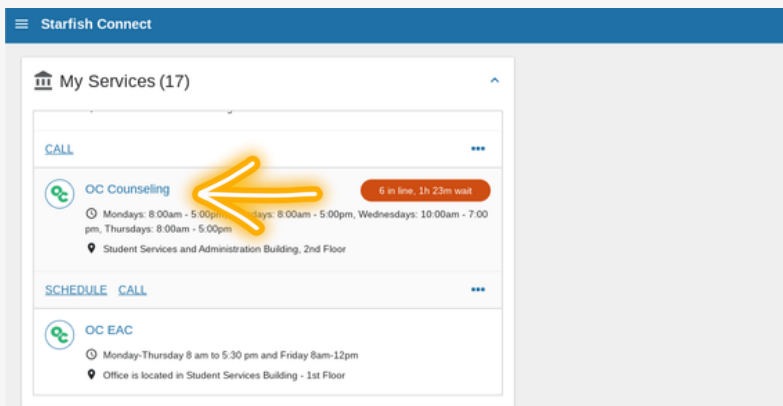 Starfish Connect
My Services (17)
CALL
OC Counseling
6 in line, 1h 23m wait
Mondays: 8:00am - 5:00pm, days: 8:00am - 5:00pm, Wednesdays: 10:00am - 7:00
pm, Thursdays: 8:00am - 5:00pm
Student Services and Administration Building, 2nd Floor
SCHEDULE CALL
OC EAC
Monday-Thursday 8 am to 5:30 pm and Friday 8am-12pm
Office is located in Student Services Building - 1st Floor